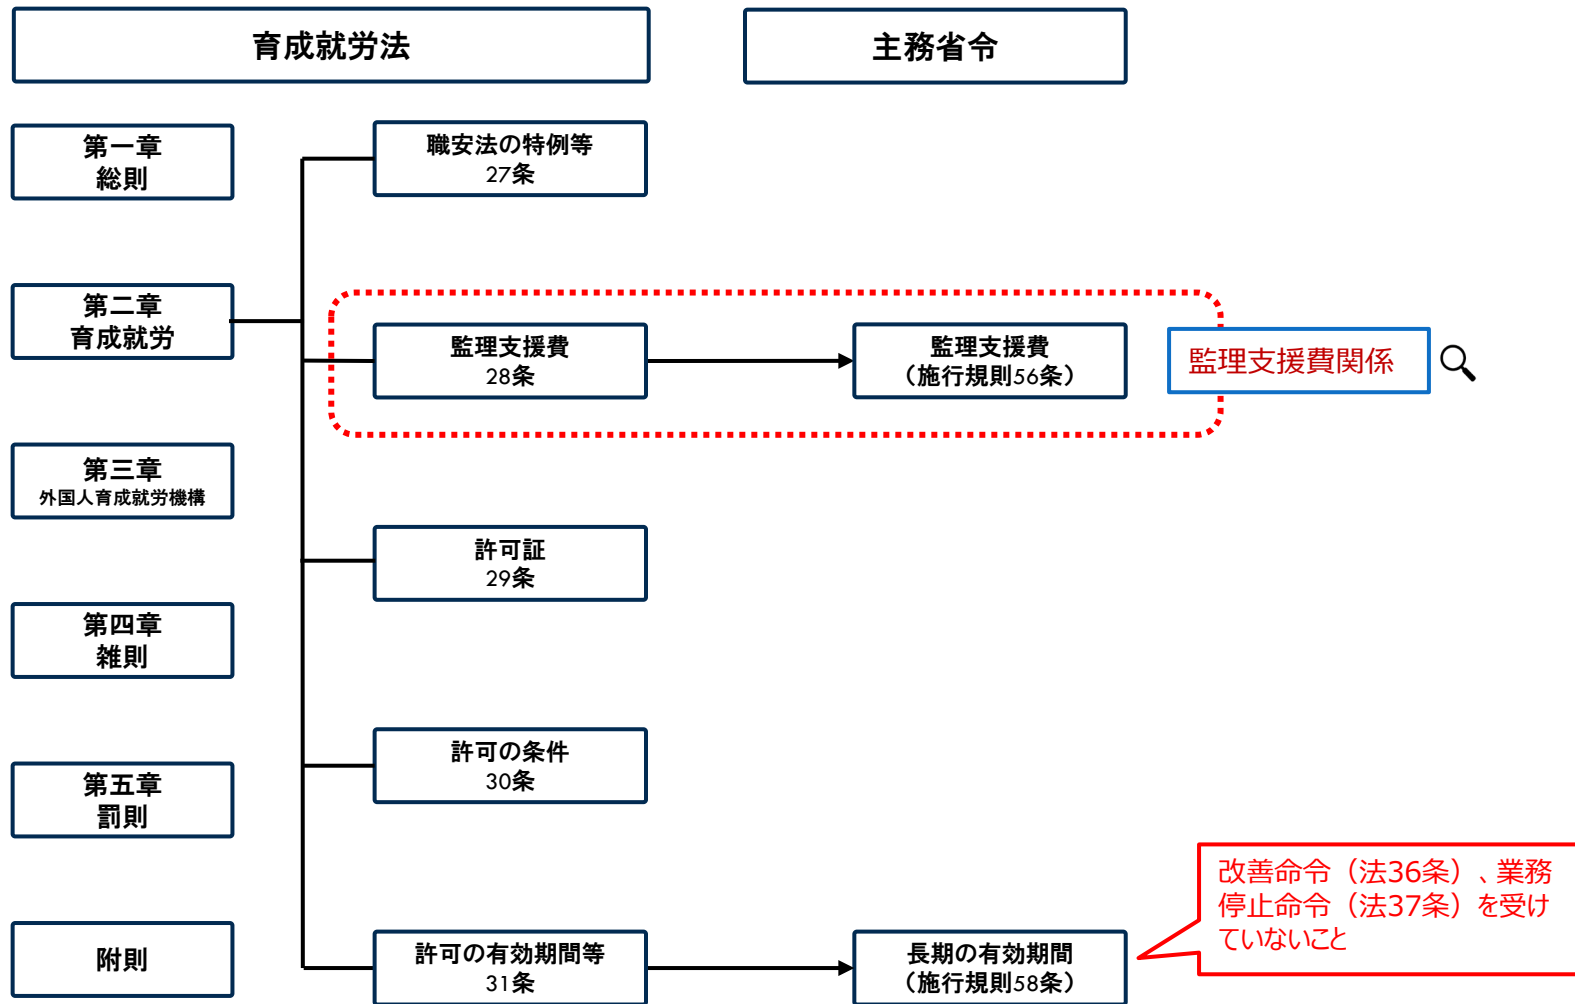 育成就労法
主務省令
第一章
総則
職安法の特例等
27条
第二章
育成就労
監理支援費
28条
監理支援費
（施行規則56条）
監理支援費関係
第三章
外国人育成就労機構
許可証
29条
第四章
雑則
許可の条件
30条
第五章
罰則
改善命令（法36条）、業務
停止命令（法37条）を受け
ていないこと
附則
許可の有効期間等
31条
長期の有効期間
（施行規則58条）